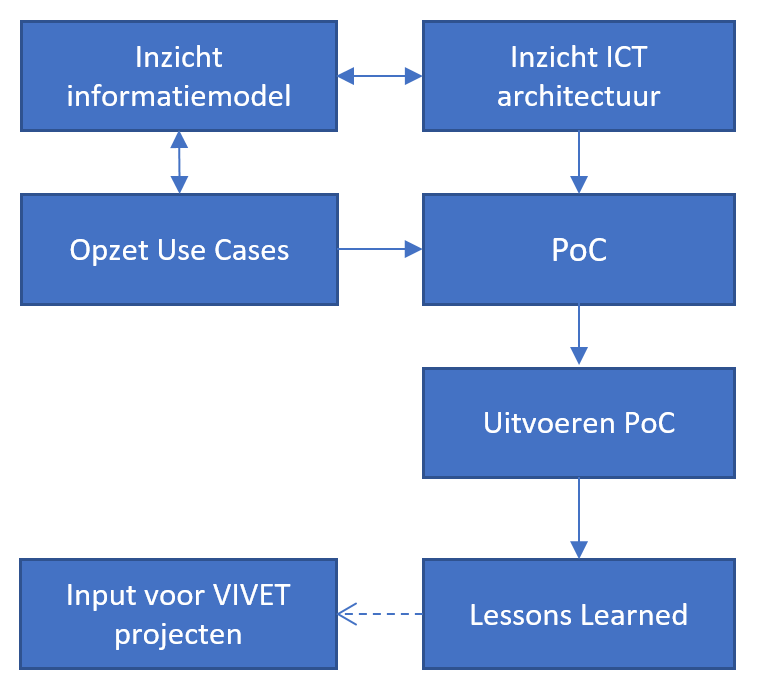 Inzicht
informatiemodel
Inzicht ICT
architectuur
Opzet Use Cases
PoC
Uitvoeren PoC
Input voor VIVET
projecten
Lessons Learned